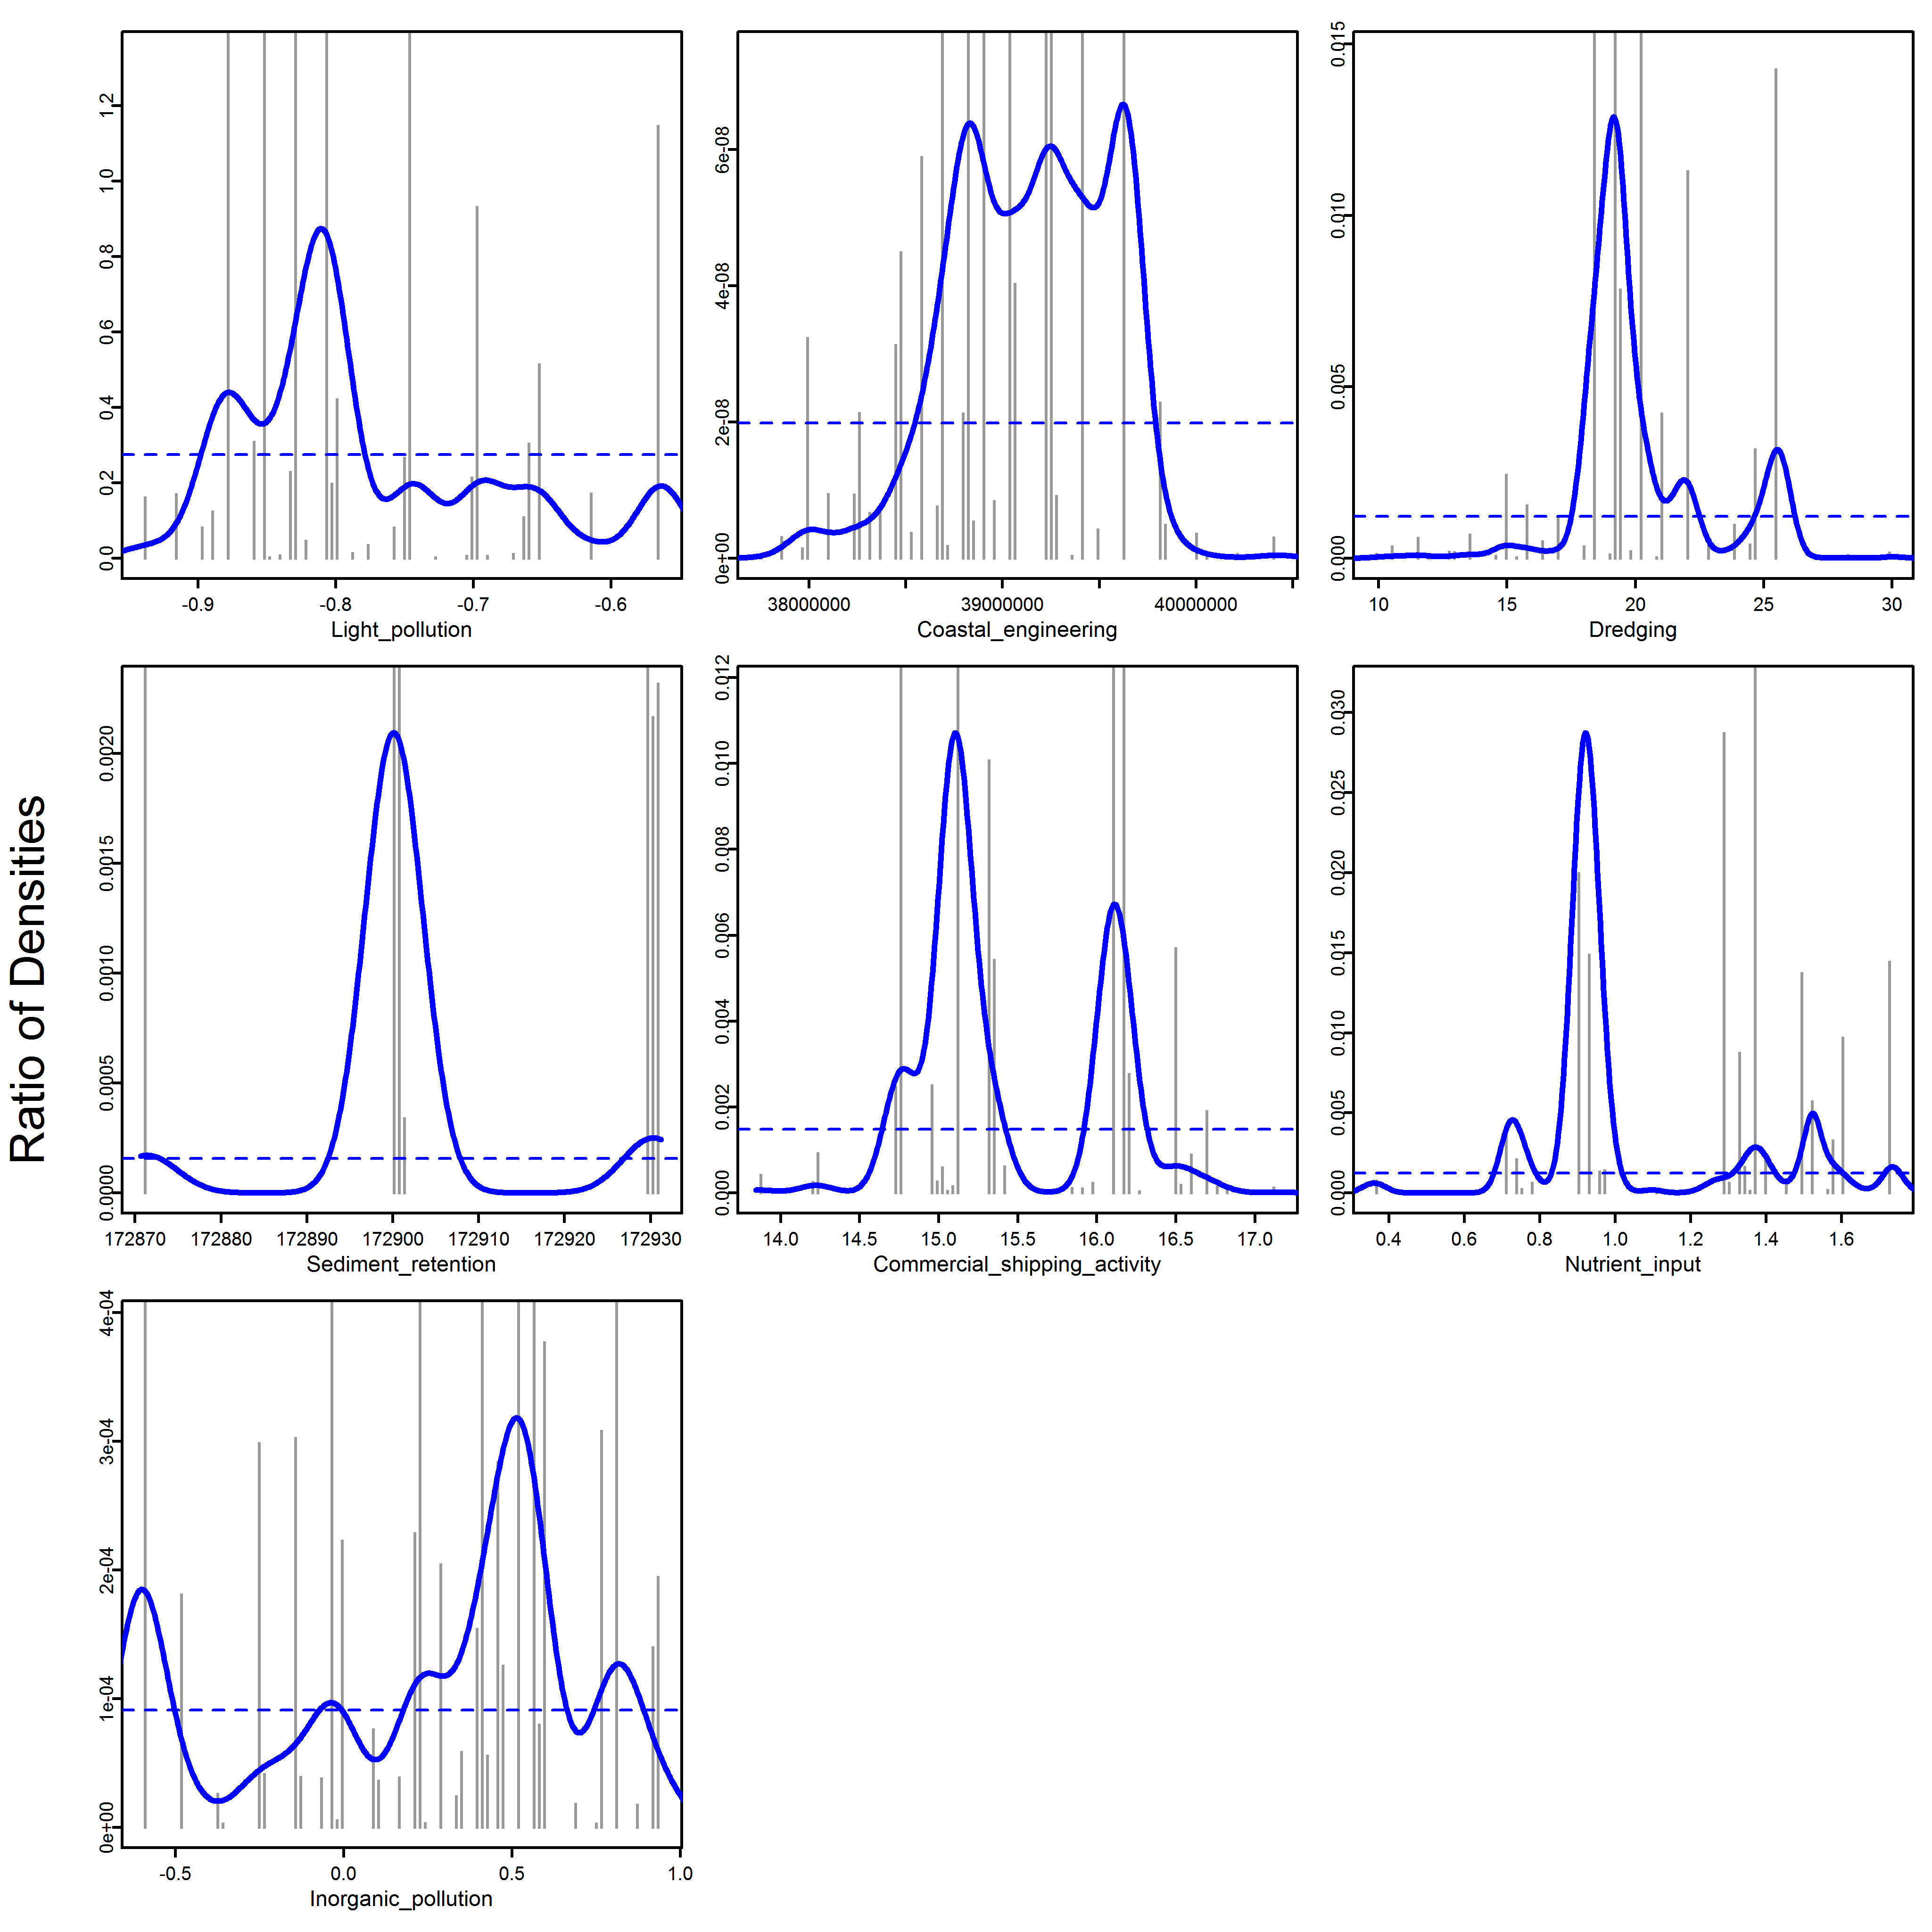 Ratio of Densities
0.0 0.2 0.4 0.6 0.8 1.0 1.2
-0.9 -0.8 -0.7 -0.6
Light_pollution
0e+00 2e-08 4e-08 6e-08
38000000 39000000 40000000
Coastal_engineering
0.000 0.005 0.010 0.015
10 15 20 25 30
Dredging
0.0000 0.0005 0.0010 0.0015 0.0020
172870 172880 172890 172900 172910 172920 172930
Sediment_retention
0.000 0.002 0.004 0.006 0.008 0.010 0.012
14.0 14.5 15.0 15.5 16.0 16.5 17.0
Commercial_shipping_activity
0.000 0.005 0.010 0.015 0.020 0.025 0.030
0.4 0.6 0.8 1.0 1.2 1.4 1.6
Nutrient_input
0e+00 1e-04 2e-04 3e-04 4e-04
-0.5 0.0 0.5 1.0
Inorganic_pollution